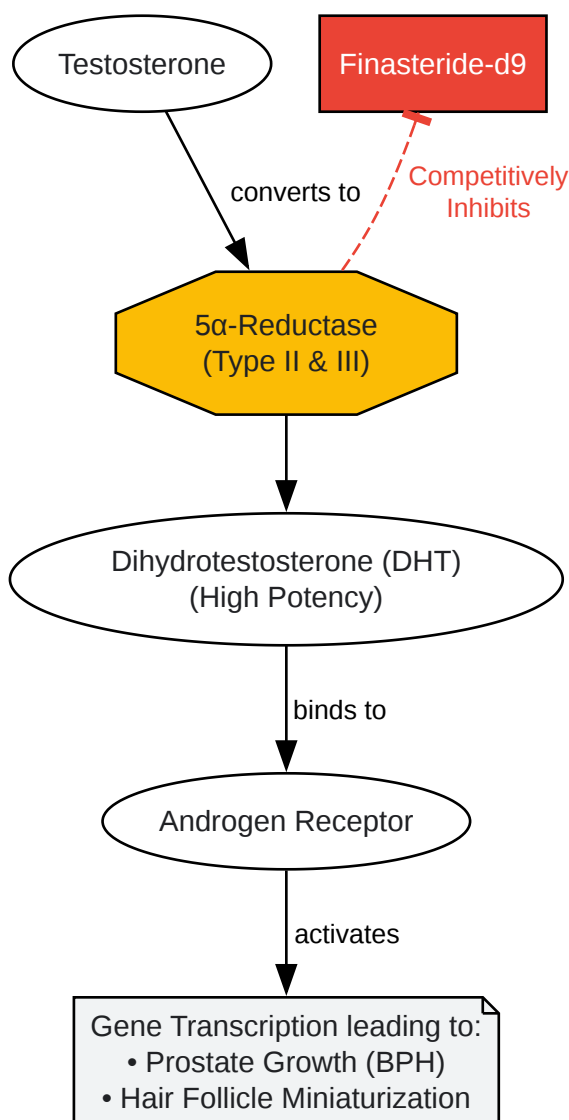 Testosterone
Finasteride-d9
converts to
Competitively
Inhibits
5α-Reductase
(Type II & III)
Dihydrotestosterone (DHT)
(High Potency)
binds to
Androgen Receptor
activates
Gene Transcription leading to:
• Prostate Growth (BPH)
• Hair Follicle Miniaturization